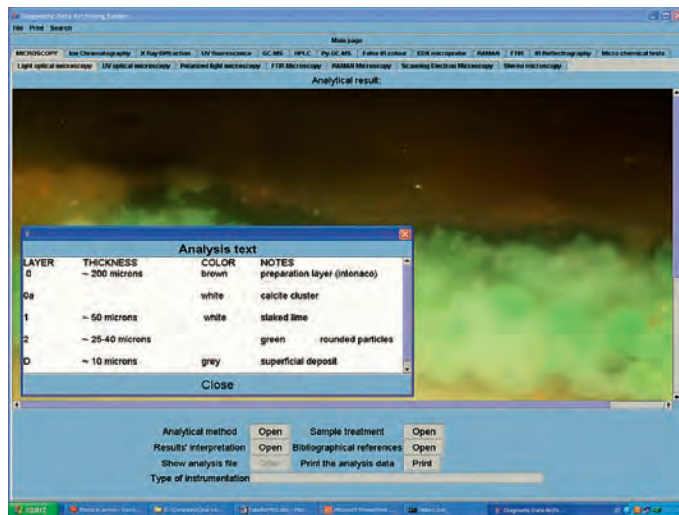 Diagnostic Data Archiving System
File Print Search
Main page
MICROSCOPY Ion Chromatography X Ray Diffraction UV fluorescence GC-MS HPLC Py-GC-MS False IR colour EDX microprobe RAMAN FTIR IR Reflectography Micro chemical tests
Light optical microscopy UV optical microscopy Polarized light microscopy FTIR Microscopy RAMAN Microscopy Scanning Electron Microscopy Stereo microscopy
Analytical result:
Analysis text
LAYER THICKNESS COLOR NOTES
0 ~ 200 microns brown preparation layer (intonaco)
0a white calcite cluster
1 ~ 50 microns white slaked lime
2 ~ 25-40 microns green rounded particles
D ~ 10 microns grey superficial deposit
Close
Analytical method Open Sample treatment Open
Results' interpretation Open Bibliographical references Open
Show analysis file Print the analysis data Print
Type of instrumentation
start